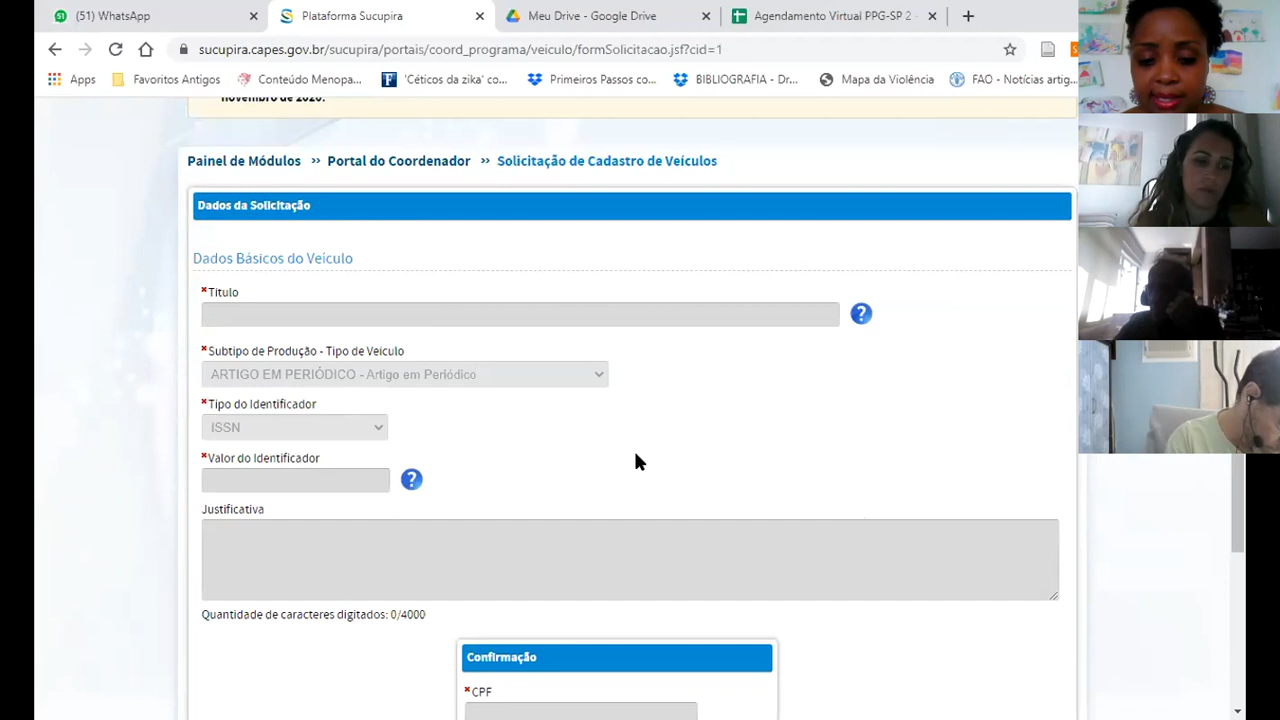 (51) WhatsApp
Plataforma Sucupira
Meu Drive - Google Drive
Agendamento Virtual PPG-SP 2 -
sucupira.capes.gov.br/sucupira/portais/coord_programa/veiculo/formSolicitacao.jsf?cid=1
Apps Favoritos Antigos Conteúdo Menopa... 'Céticos da zika' co... Primeiros Passos co... BIBLIOGRAFIA - Dr... Mapa da Violência FAO - Notícias artig...
novembro de 2020.
Painel de Módulos >> Portal do Coordenador >> Solicitação de Cadastro de Veículos
Dados da Solicitação
Dados Básicos do Veículo
*Título
?
*Subtipo de Produção - Tipo de Veículo
ARTIGO EM PERIÓDICO - Artigo em Periódico
*Tipo do Identificador
ISSN
*Valor do Identificador
?
Justificativa
Quantidade de caracteres digitados: 0/4000
Confirmação
*CPF